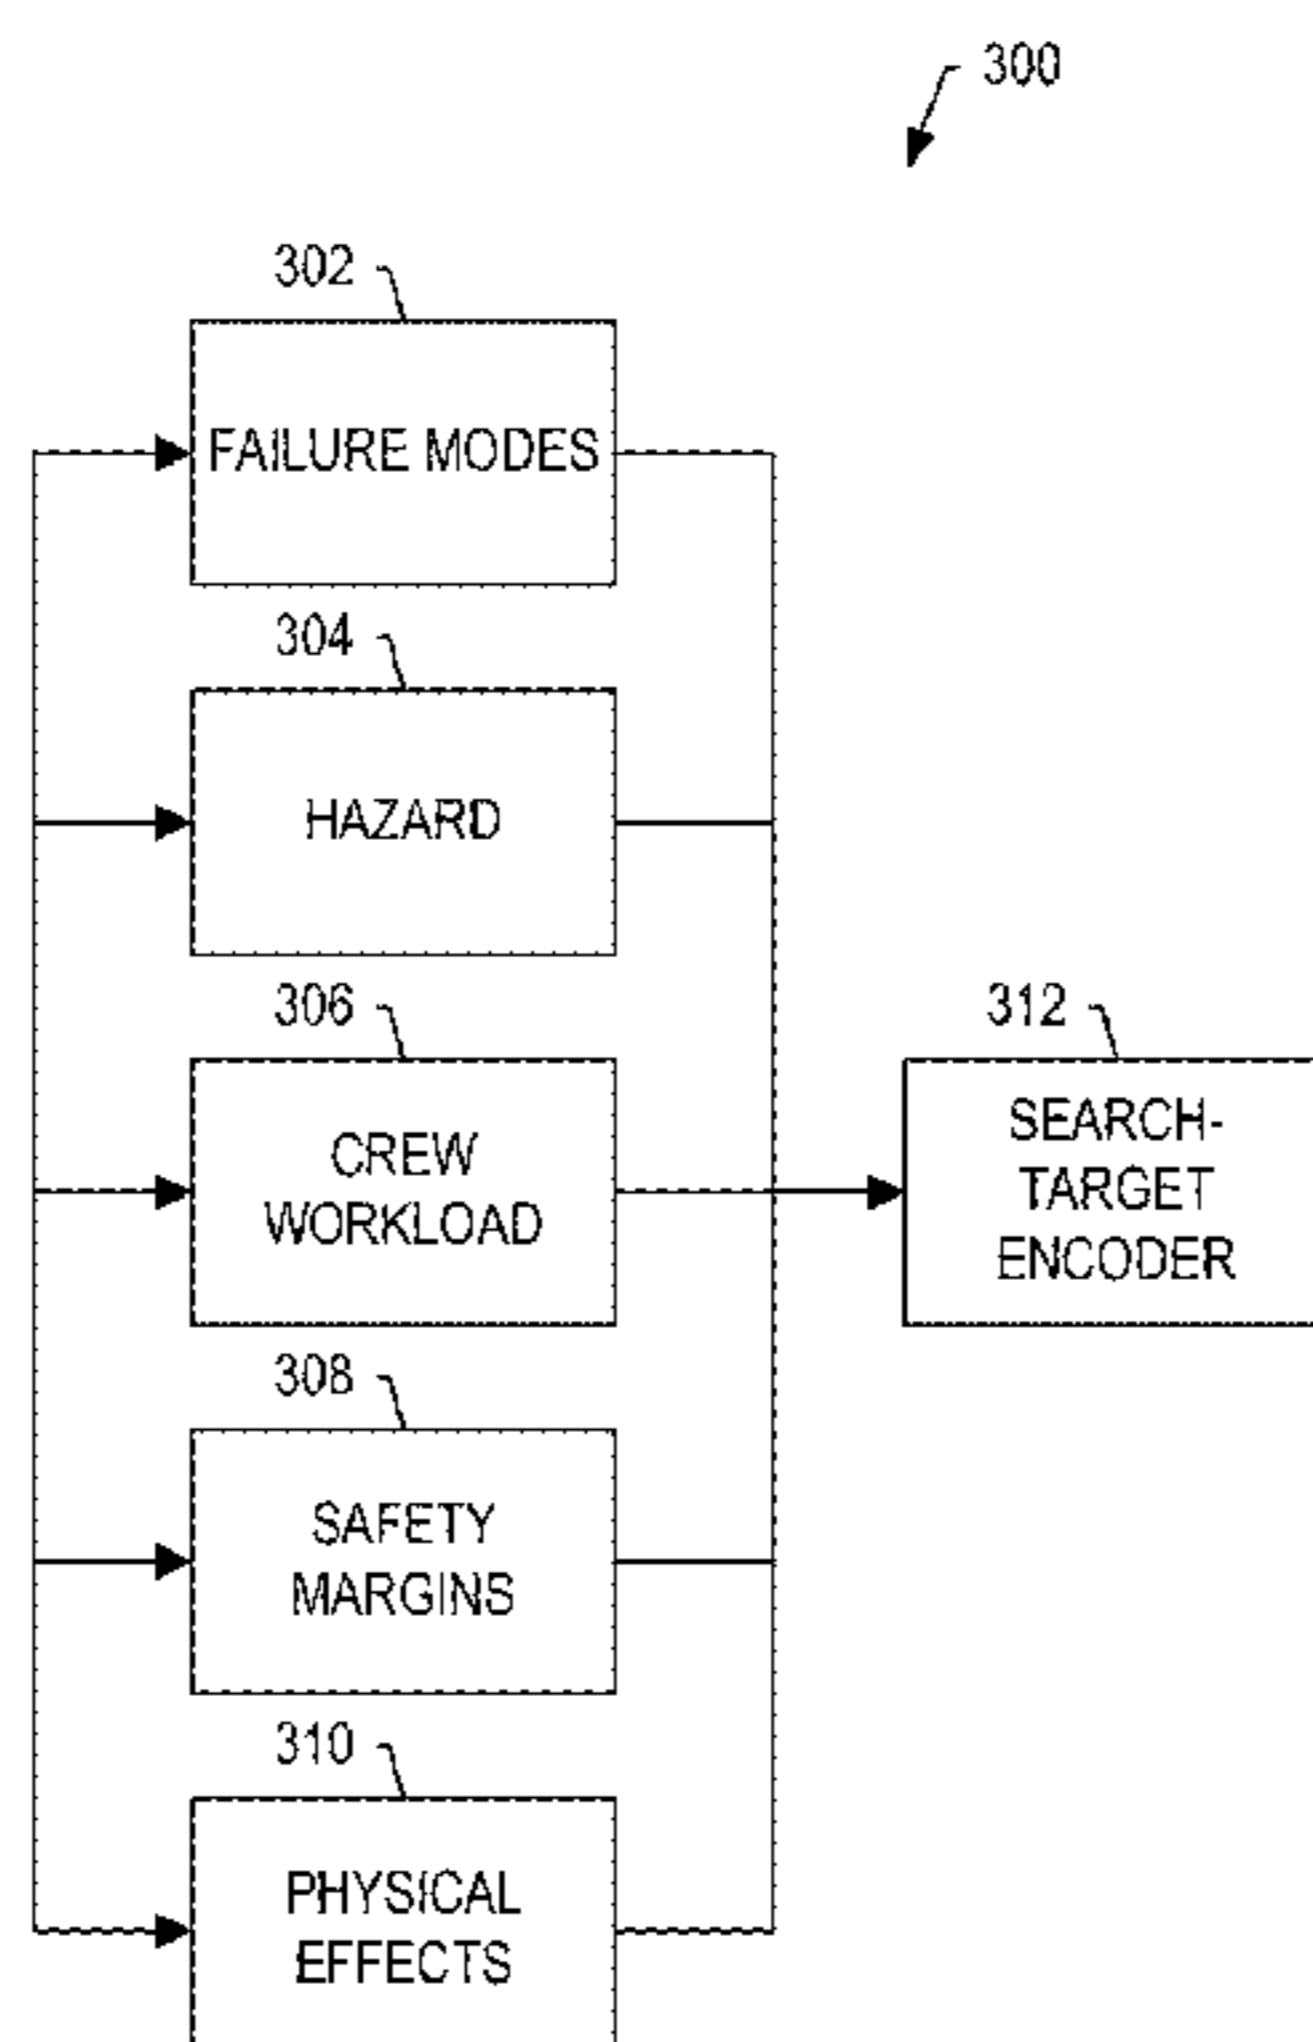 300
302
FAILURE MODES
304
HAZARD
306
CREW
WORKLOAD
312
SEARCH-
TARGET
ENCODER
308
SAFETY
MARGINS
310
PHYSICAL
EFFECTS